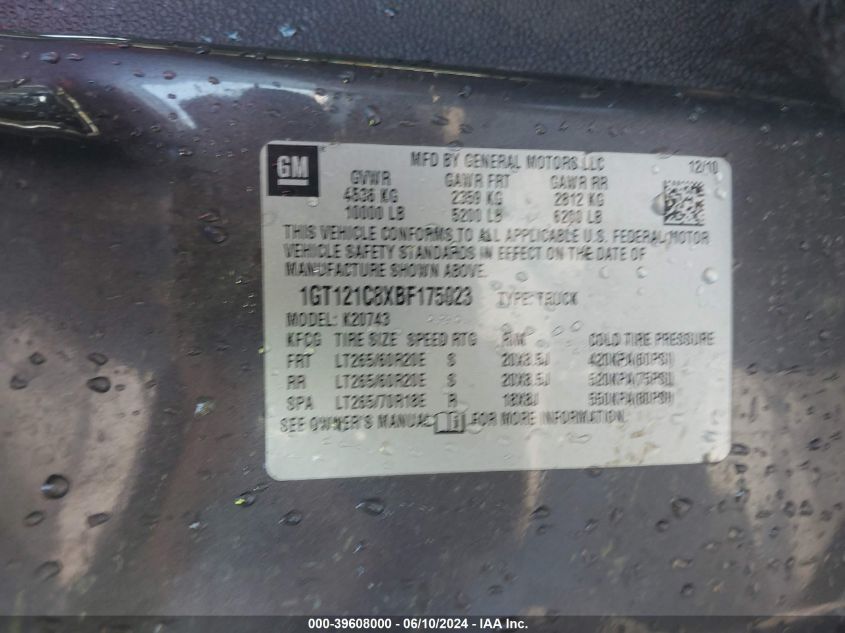 GM
MFD BY GENERAL MOTORS LLC 12/10
GVWR GAWR FRT GAWR RR
4536 KG 2359 KG 2812 KG
10000 LB 5200 LB 6200 LB
THIS VEHICLE CONFORMS TO ALL APPLICABLE U.S. FEDERAL MOTOR
VEHICLE SAFETY STANDARDS IN EFFECT ON THE DATE OF
MANUFACTURE SHOWN ABOVE.
1GT121C8XBF175023 TYPE: TRUCK
MODEL: K20743
KFCG TIRE SIZE SPEED RTG RIM COLD TIRE PRESSURE
FRT LT265/60R20E S 20X8.5J 420KPA(60PSI)
RR LT265/60R20E S 20X8.5J 520KPA(75PSI)
SPA LT265/70R18E R 18X8J 550KPA(80PSI)
SEE OWNER'S MANUAL FOR MORE INFORMATION.
000-39608000 - 06/10/2024 - IAA Inc.